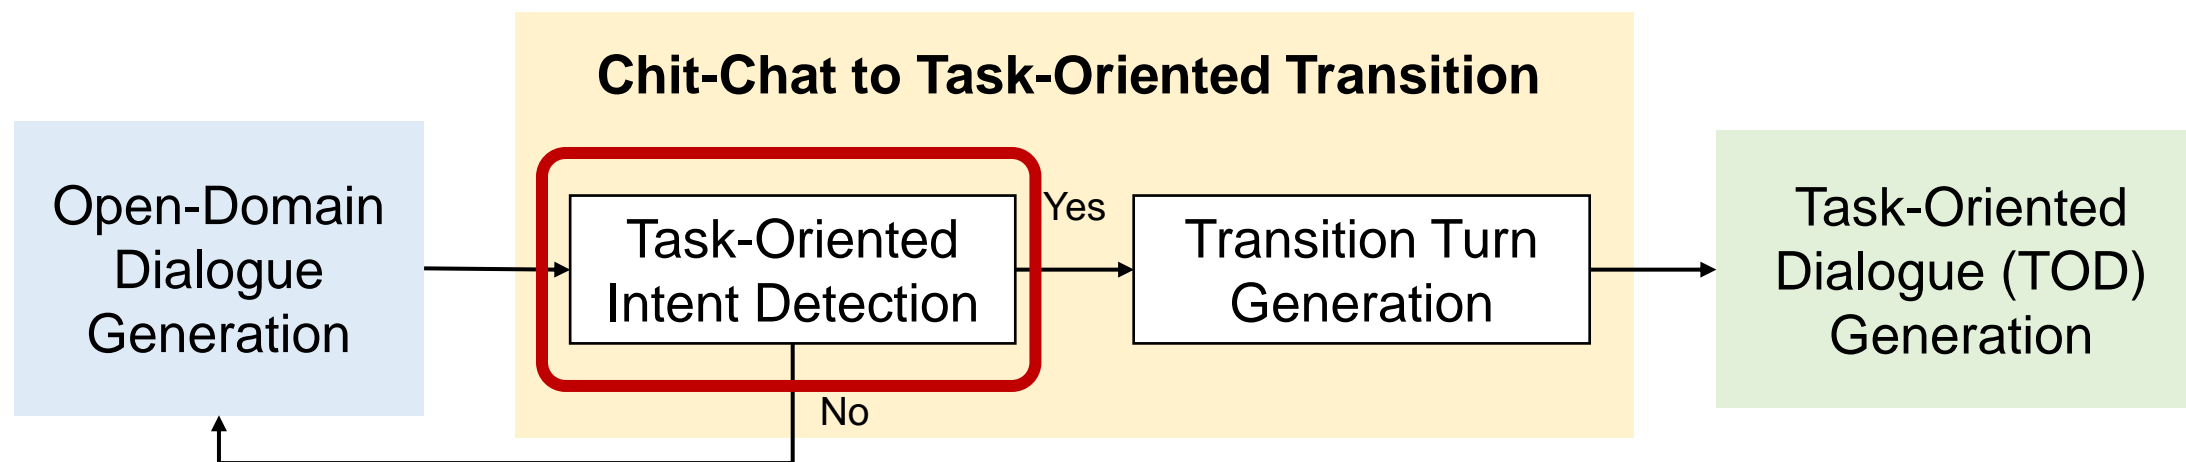 Chit-Chat to Task-Oriented Transition
Open-Domain
Dialogue
Generation
Task-Oriented
Intent Detection
Yes
No
Transition Turn
Generation
Task-Oriented
Dialogue (TOD)
Generation